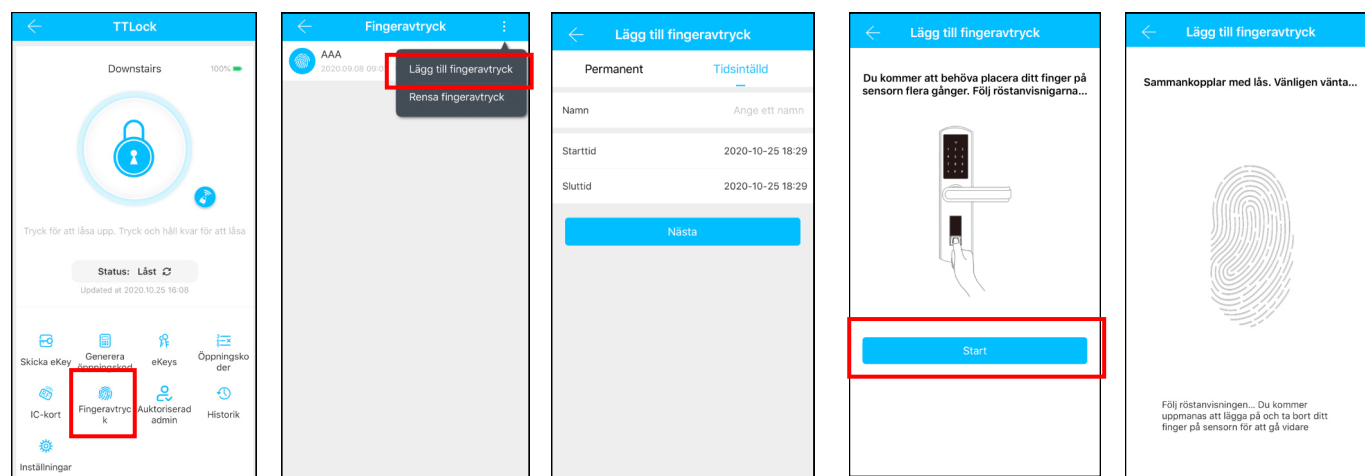 TTLock
Downstairs
100%
Tryck för att låsa upp. Tryck och håll kvar för att låsa
Status: Låst
Updated at 2020.10.25 16:08
Skicka eKey
Generera
öppningskod
eKeys
Öppningsko
der
IC-kort
Fingeravtryc
k
Auktoriserad
admin
Historik
Inställningar
Fingeravtryck
AAA
2020.09.08 09:0
Lägg till fingeravtryck
Rensa fingeravtryck
Lägg till fingeravtryck
Permanent
Tidsintälld
Namn
Ange ett namn
Starttid
2020-10-25 18:29
Sluttid
2020-10-25 18:29
Nästa
Lägg till fingeravtryck
Du kommer att behöva placera ditt finger på
sensorn flera gånger. Följ röstanvisnigarna...
Start
Lägg till fingeravtryck
Sammankopplar med lås. Vänligen vänta...
Följ röstanvisningen... Du kommer
uppmanas att lägga på och ta bort ditt
finger på sensorn för att gå vidare